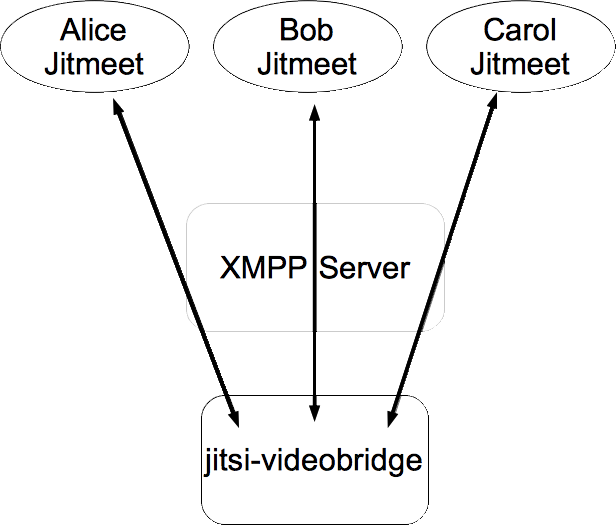 Alice
Jitmeet
Bob
Jitmeet
Carol
Jitmeet
XMPP Server
jitsi-videobridge